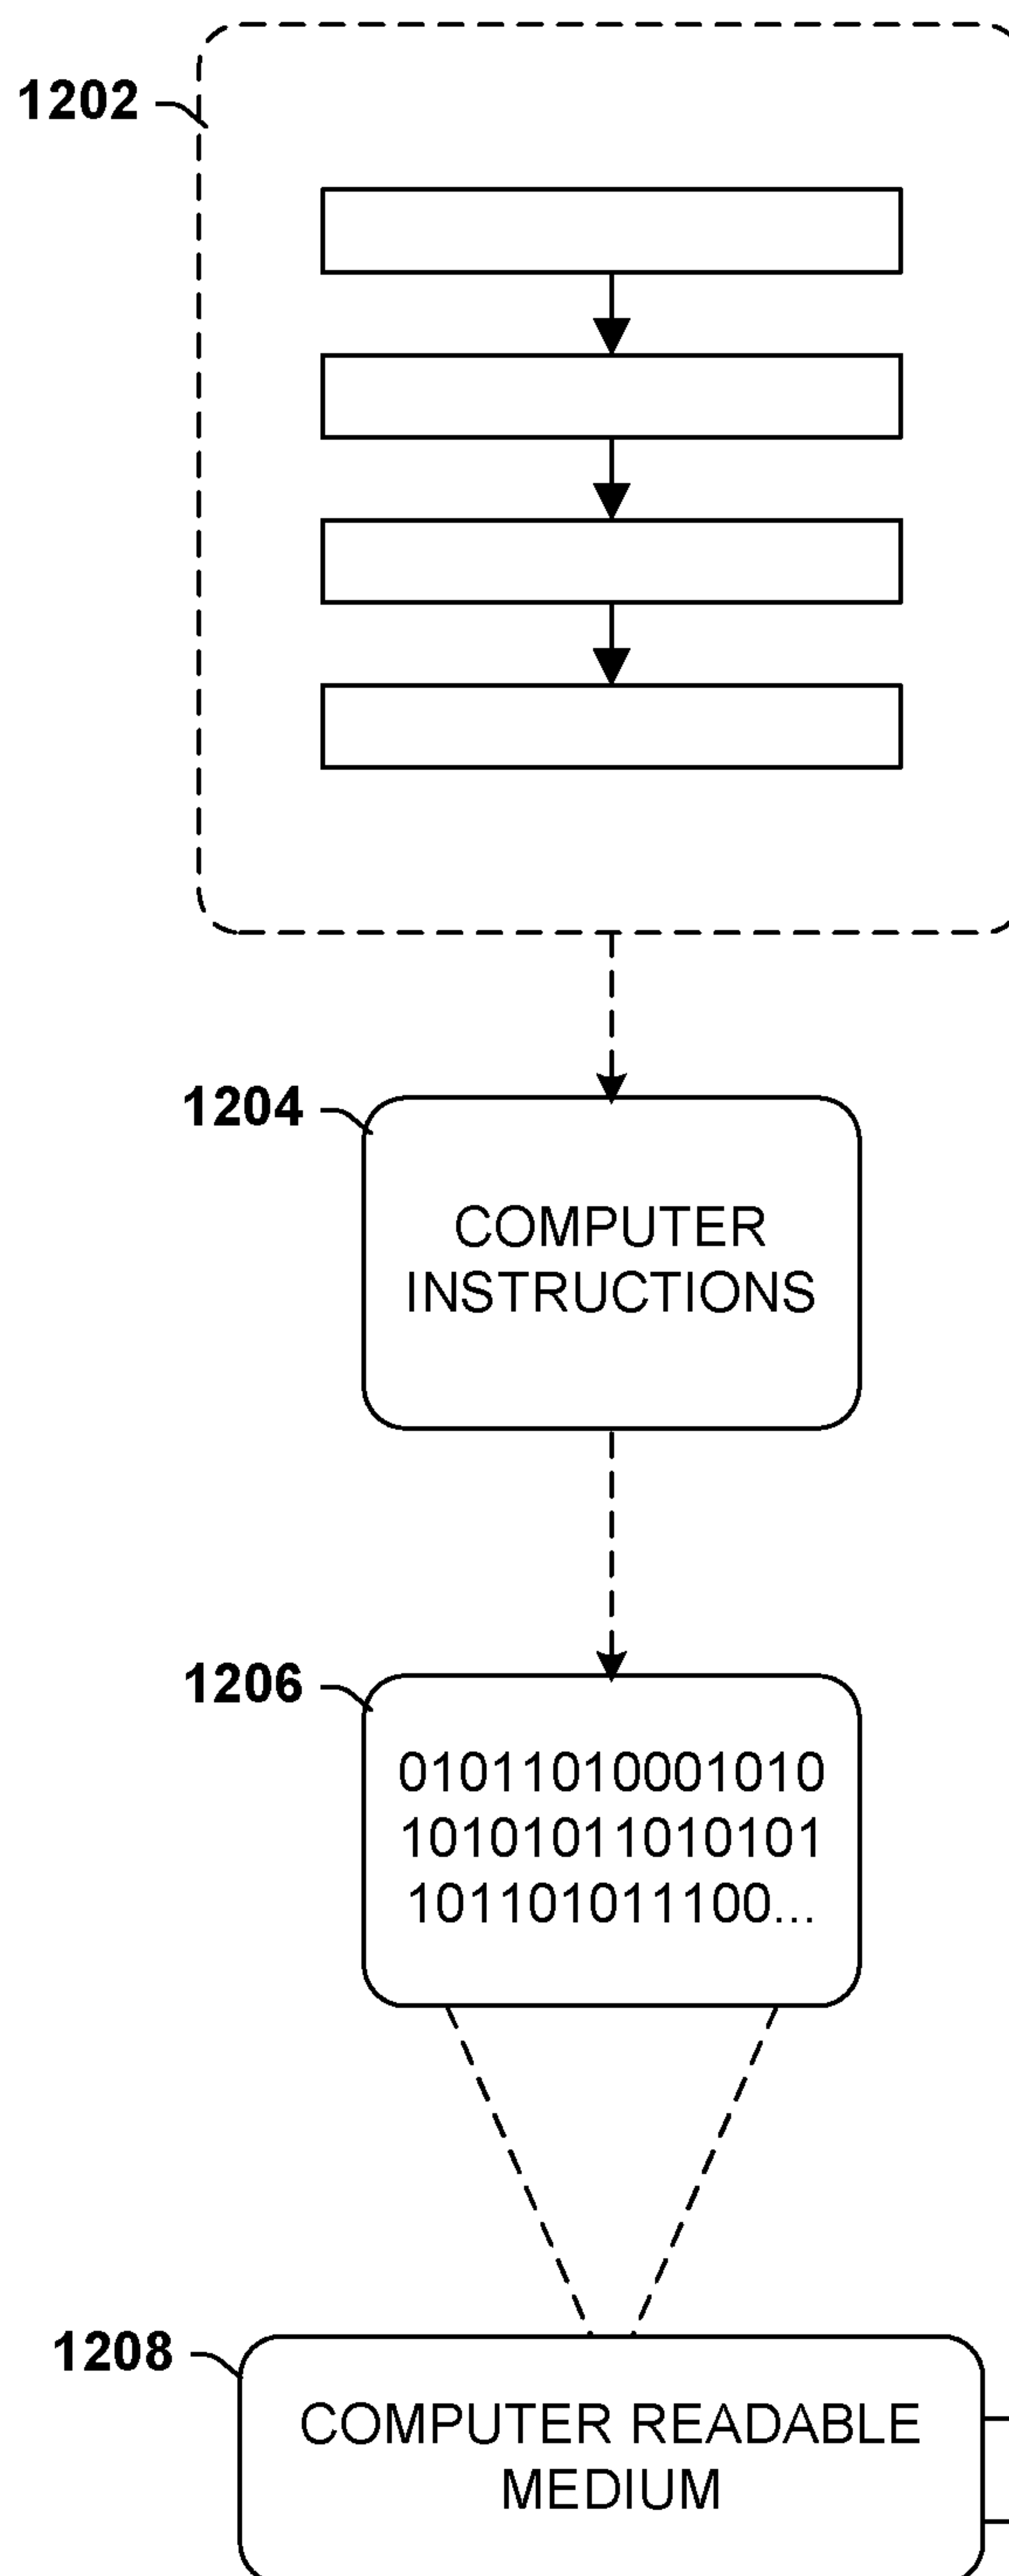 1202
1204
COMPUTER
INSTRUCTIONS
1206
01011010001010
10101011010101
101101011100...
1208
COMPUTER READABLE
MEDIUM